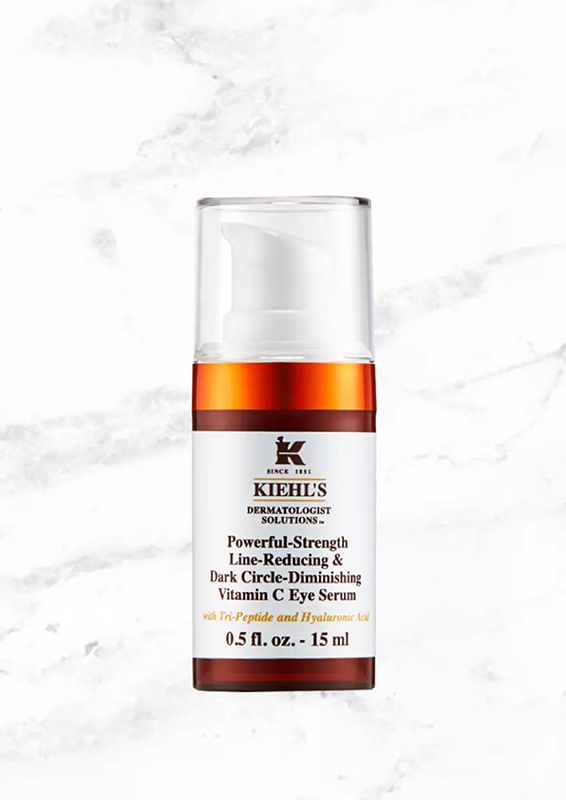 K
SINCE 1851
KIEHL'S
DERMATOLOGIST
SOLUTIONS™
Powerful-Strength
Line-Reducing &
Dark Circle-Diminishing
Vitamin C Eye Serum
with Tri-Peptide and Hyaluronic Acid
0.5 fl. oz. - 15 ml